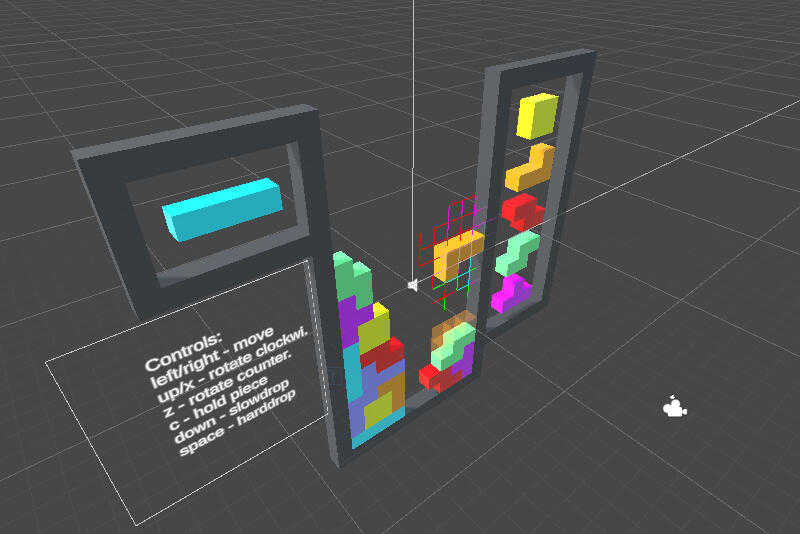 Controls:
left/right - move
up/x - rotate clockwi.
z - rotate counter.
c - hold piece
down - slowdrop
space - harddrop